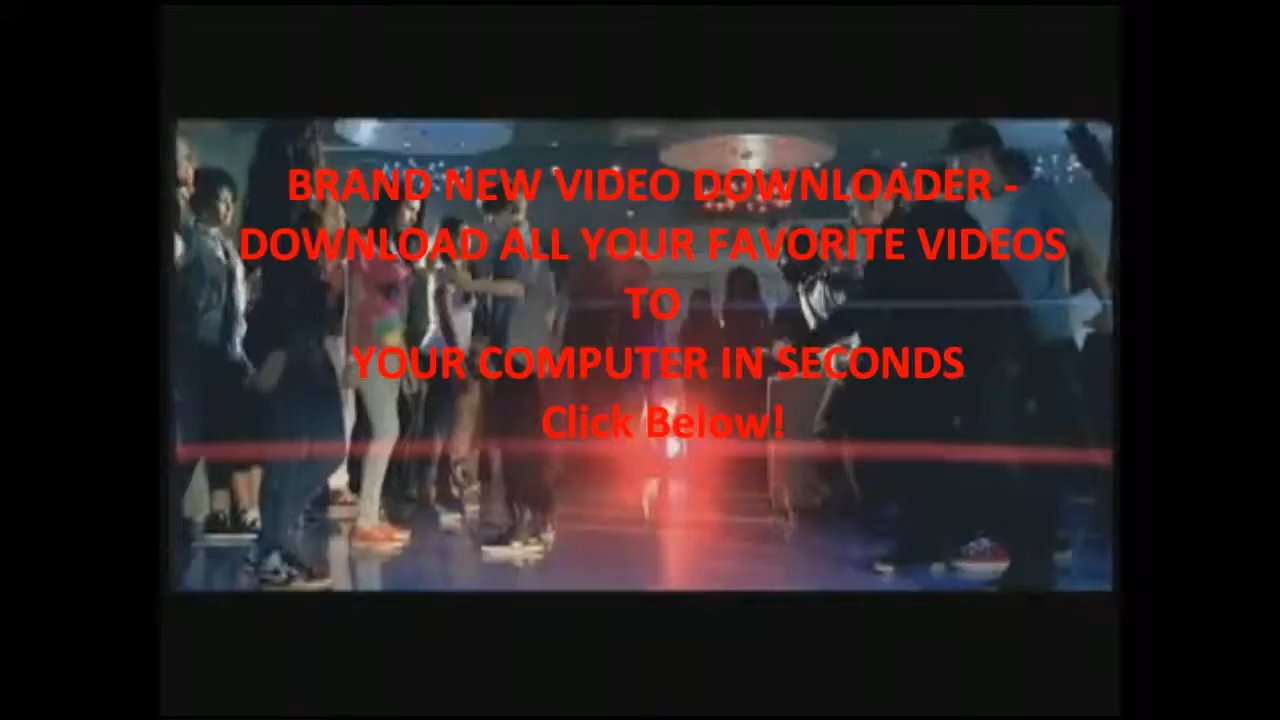 BRAND NEW VIDEO DOWNLOADER -
DOWNLOAD ALL YOUR FAVORITE VIDEOS
TO
YOUR COMPUTER IN SECONDS
Click Below!